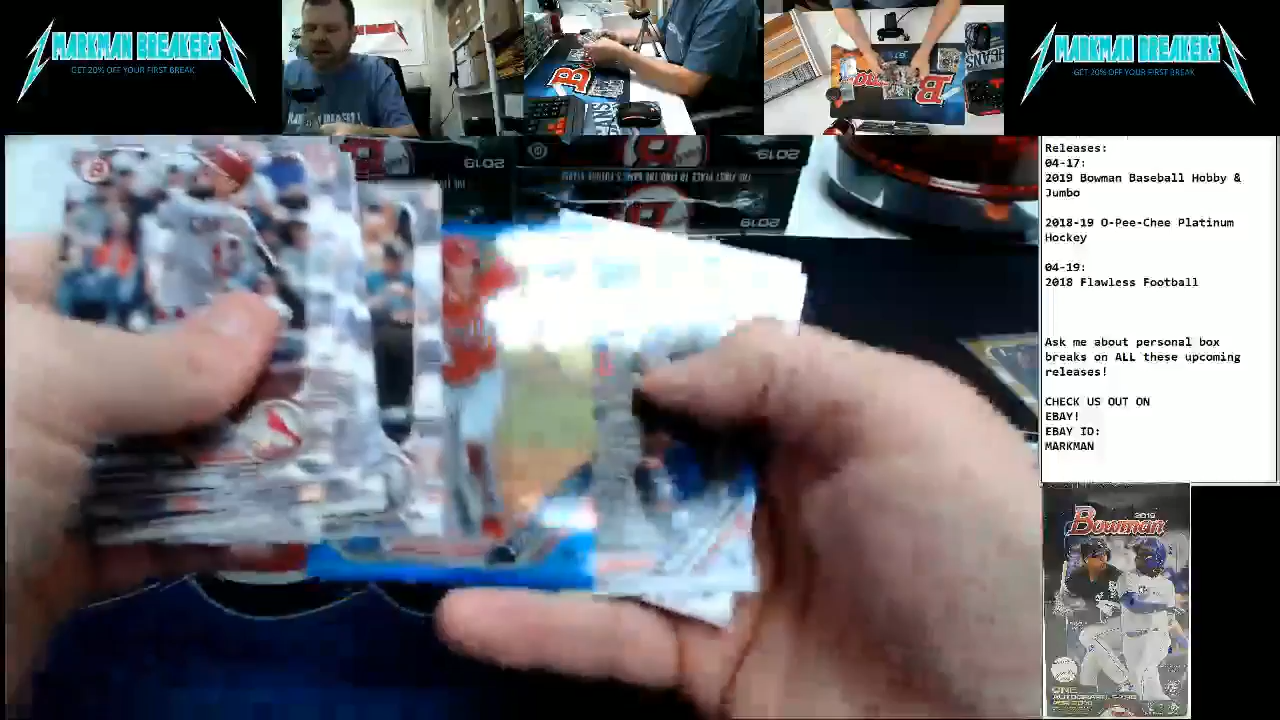 MARKMAN BREAKERS
GET 20% OFF YOUR FIRST BREAK
MARKMAN BREAKERS
GET 20% OFF YOUR FIRST BREAK
Releases:
04-17:
2019 Bowman Baseball Hobby &
Jumbo
2018-19 O-Pee-Chee Platinum
Hockey
04-19:
2018 Flawless Football
Ask me about personal box
breaks on ALL these upcoming
releases!
CHECK US OUT ON
EBAY!
EBAY ID:
MARKMAN
2019
2019
2019
2019
Bowman
ONE